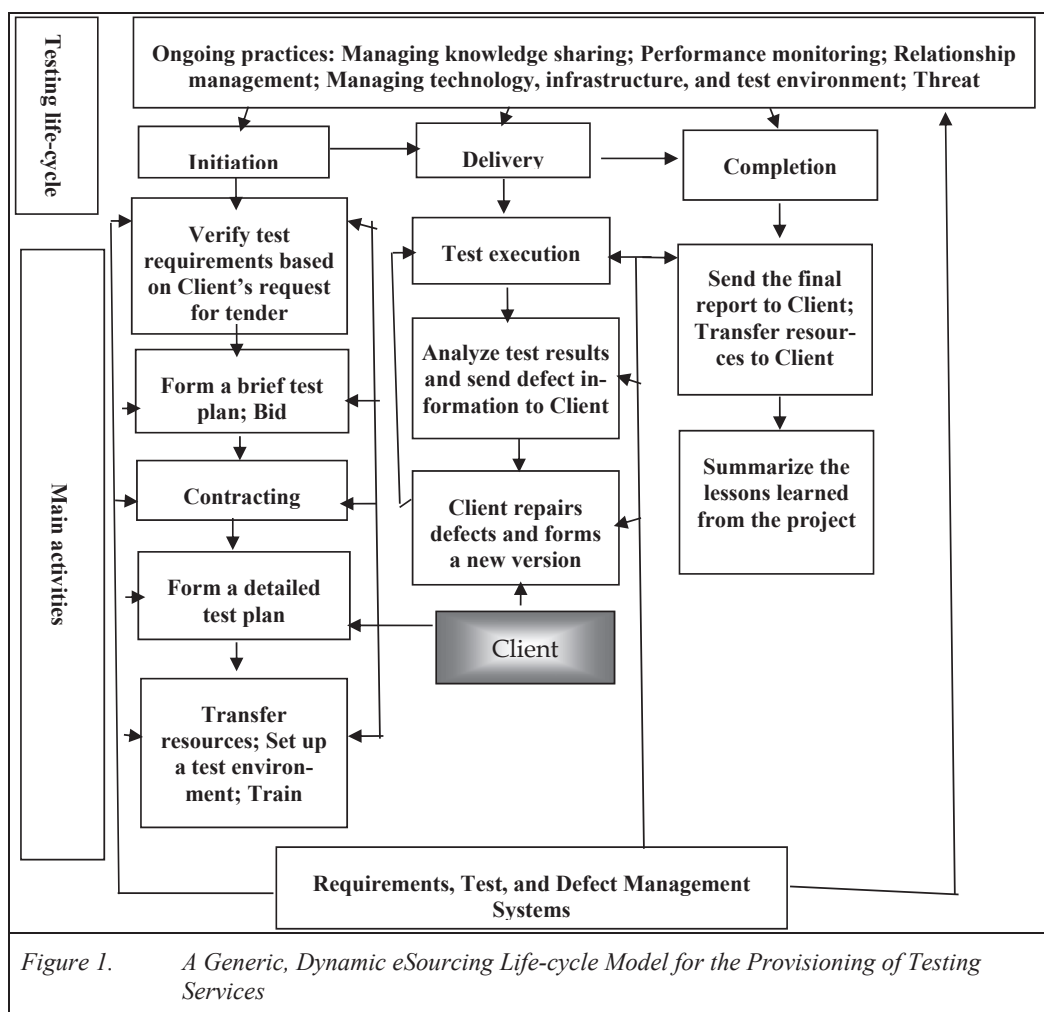 Testing life-cycle
Ongoing practices: Managing knowledge sharing; Performance monitoring; Relationship
management; Managing technology, infrastructure, and test environment; Threat
Initiation
Delivery
Completion
Main activities
Verify test
requirements based
on Client's request
for tender
Form a brief test
plan; Bid
Contracting
Form a detailed
test plan
Transfer
resources; Set up
a test environ-
ment; Train
Test execution
Analyze test results
and send defect in-
formation to Client
Client repairs
defects and forms
a new version
Client
Send the final
report to Client;
Transfer resour-
ces to Client
Summarize the
lessons learned
from the project
Requirements, Test, and Defect Management
Systems
Figure 1. A Generic, Dynamic eSourcing Life-cycle Model for the Provisioning of Testing
Services